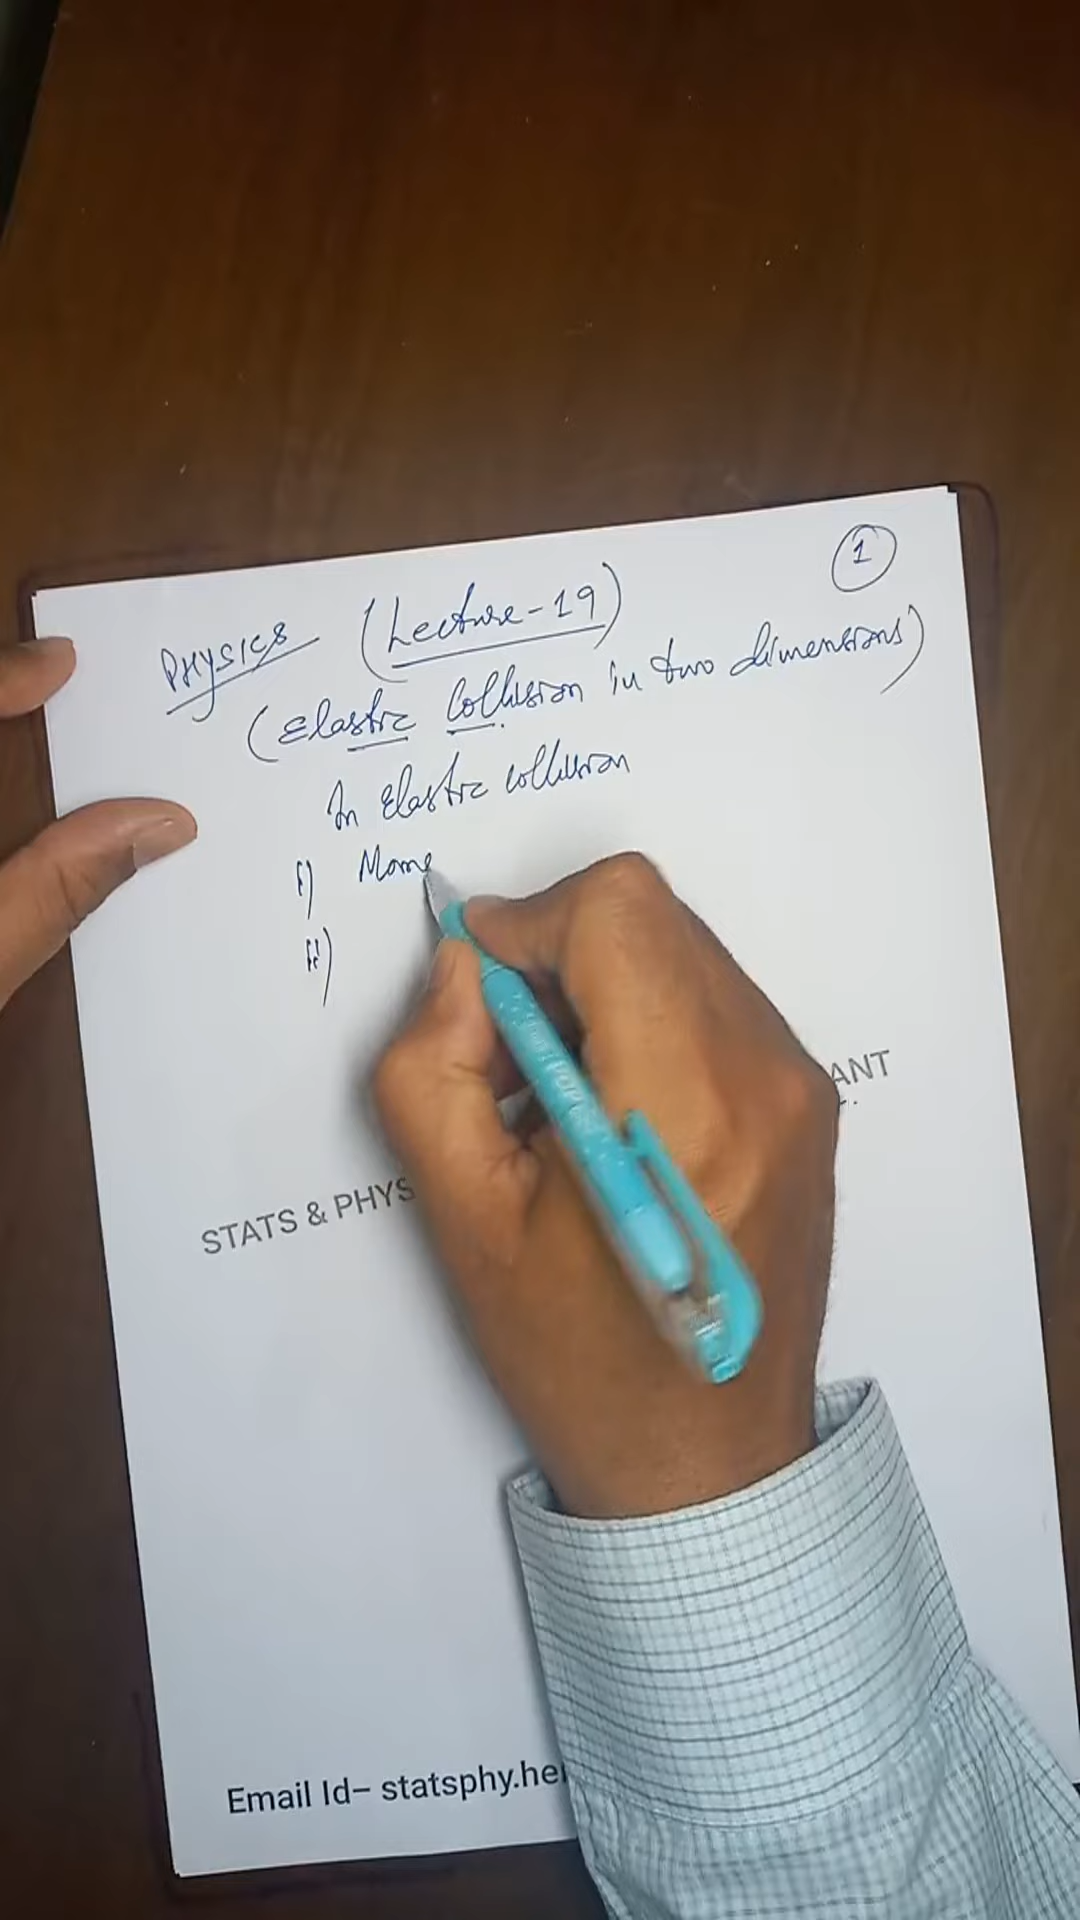 1
PHYSICS (Lecture-19)
(Elastic Collision in two dimensions)
In Elastic collision
i) Mome
ii)
ANT
STATS & PHYS
Email Id– statsphy.he